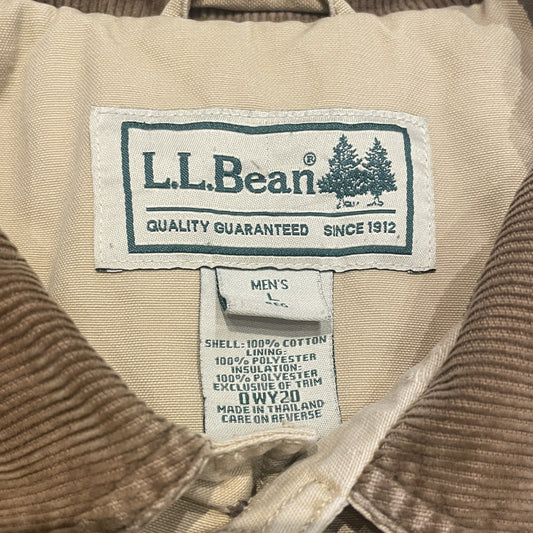 L.L.Bean®
QUALITY GUARANTEED SINCE 1912
MEN'S
L
REG
SHELL: 100% COTTON
LINING:
100% POLYESTER
INSULATION:
100% POLYESTER
EXCLUSIVE OF TRIM
0WY20
MADE IN THAILAND
CARE ON REVERSE